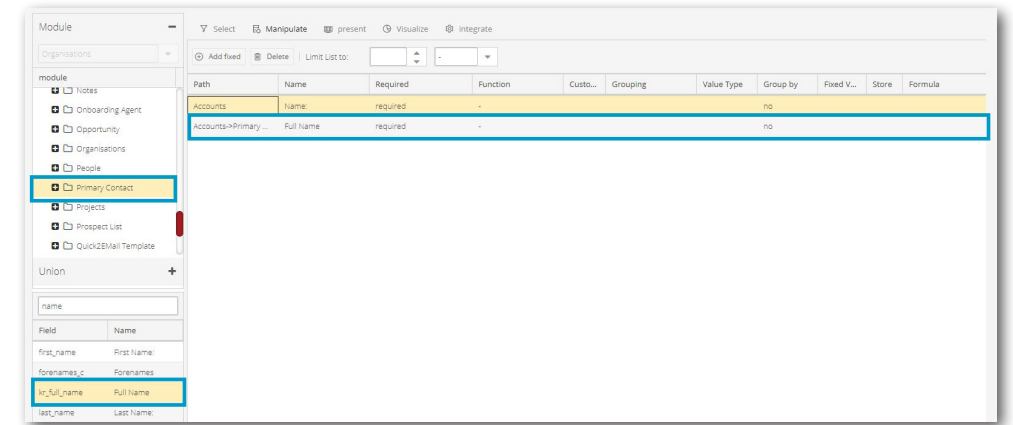 Module
Organisations
module
Notes
Onboarding Agent
Opportunity
Organisations
People
Primary Contact
Projects
Prospect List
Quick2EMail Template
Union
name
Field Name
first_name First Name:
forenames_c Forenames
kr_full_name Full Name
last_name Last Name:
Select Manipulate present Visualize Integrate
Add fixed Delete Limit List to: -
Path Name Required Function Custo... Grouping Value Type Group by Fixed V... Store Formula
Accounts Name: required - no
Accounts->Primary ... Full Name required - no